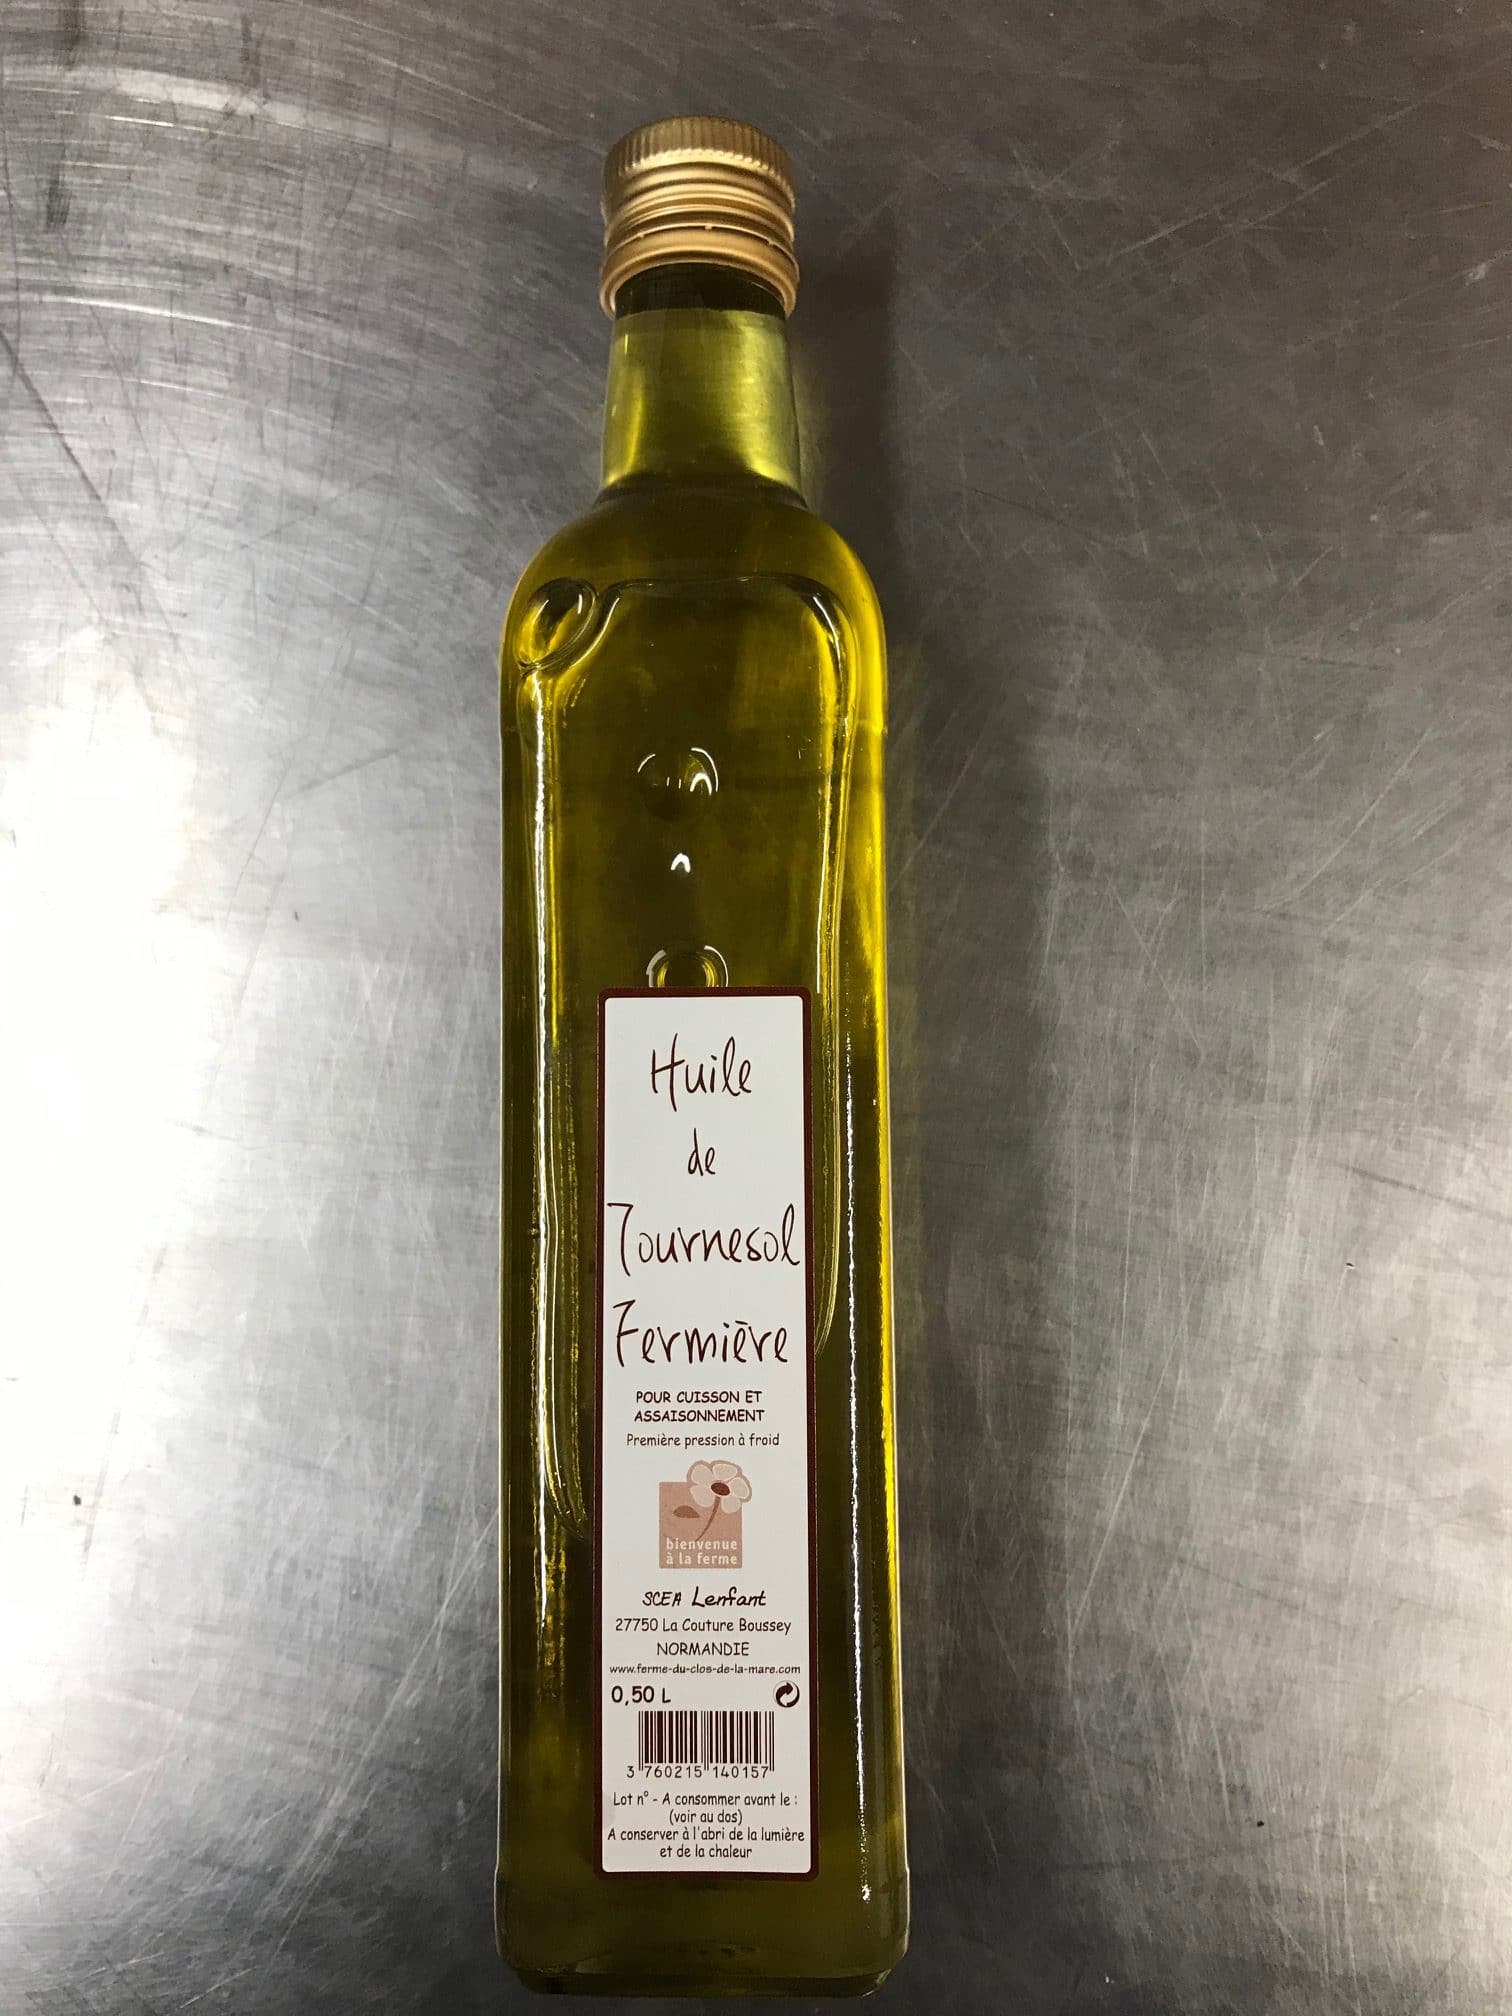 Huile
de
Tournesol
Fermière
POUR CUISSON ET
ASSAISONNEMENT
Première pression à froid
bienvenue
à la ferme
SCEA Lenfant
27750 La Couture Boussey
NORMANDIE
www.ferme-du-clos-de-la-mare.com
0,50 L
3 760215 140157
Lot n° - A consommer avant le :
(voir au dos)
A conserver à l'abri de la lumière
et de la chaleur